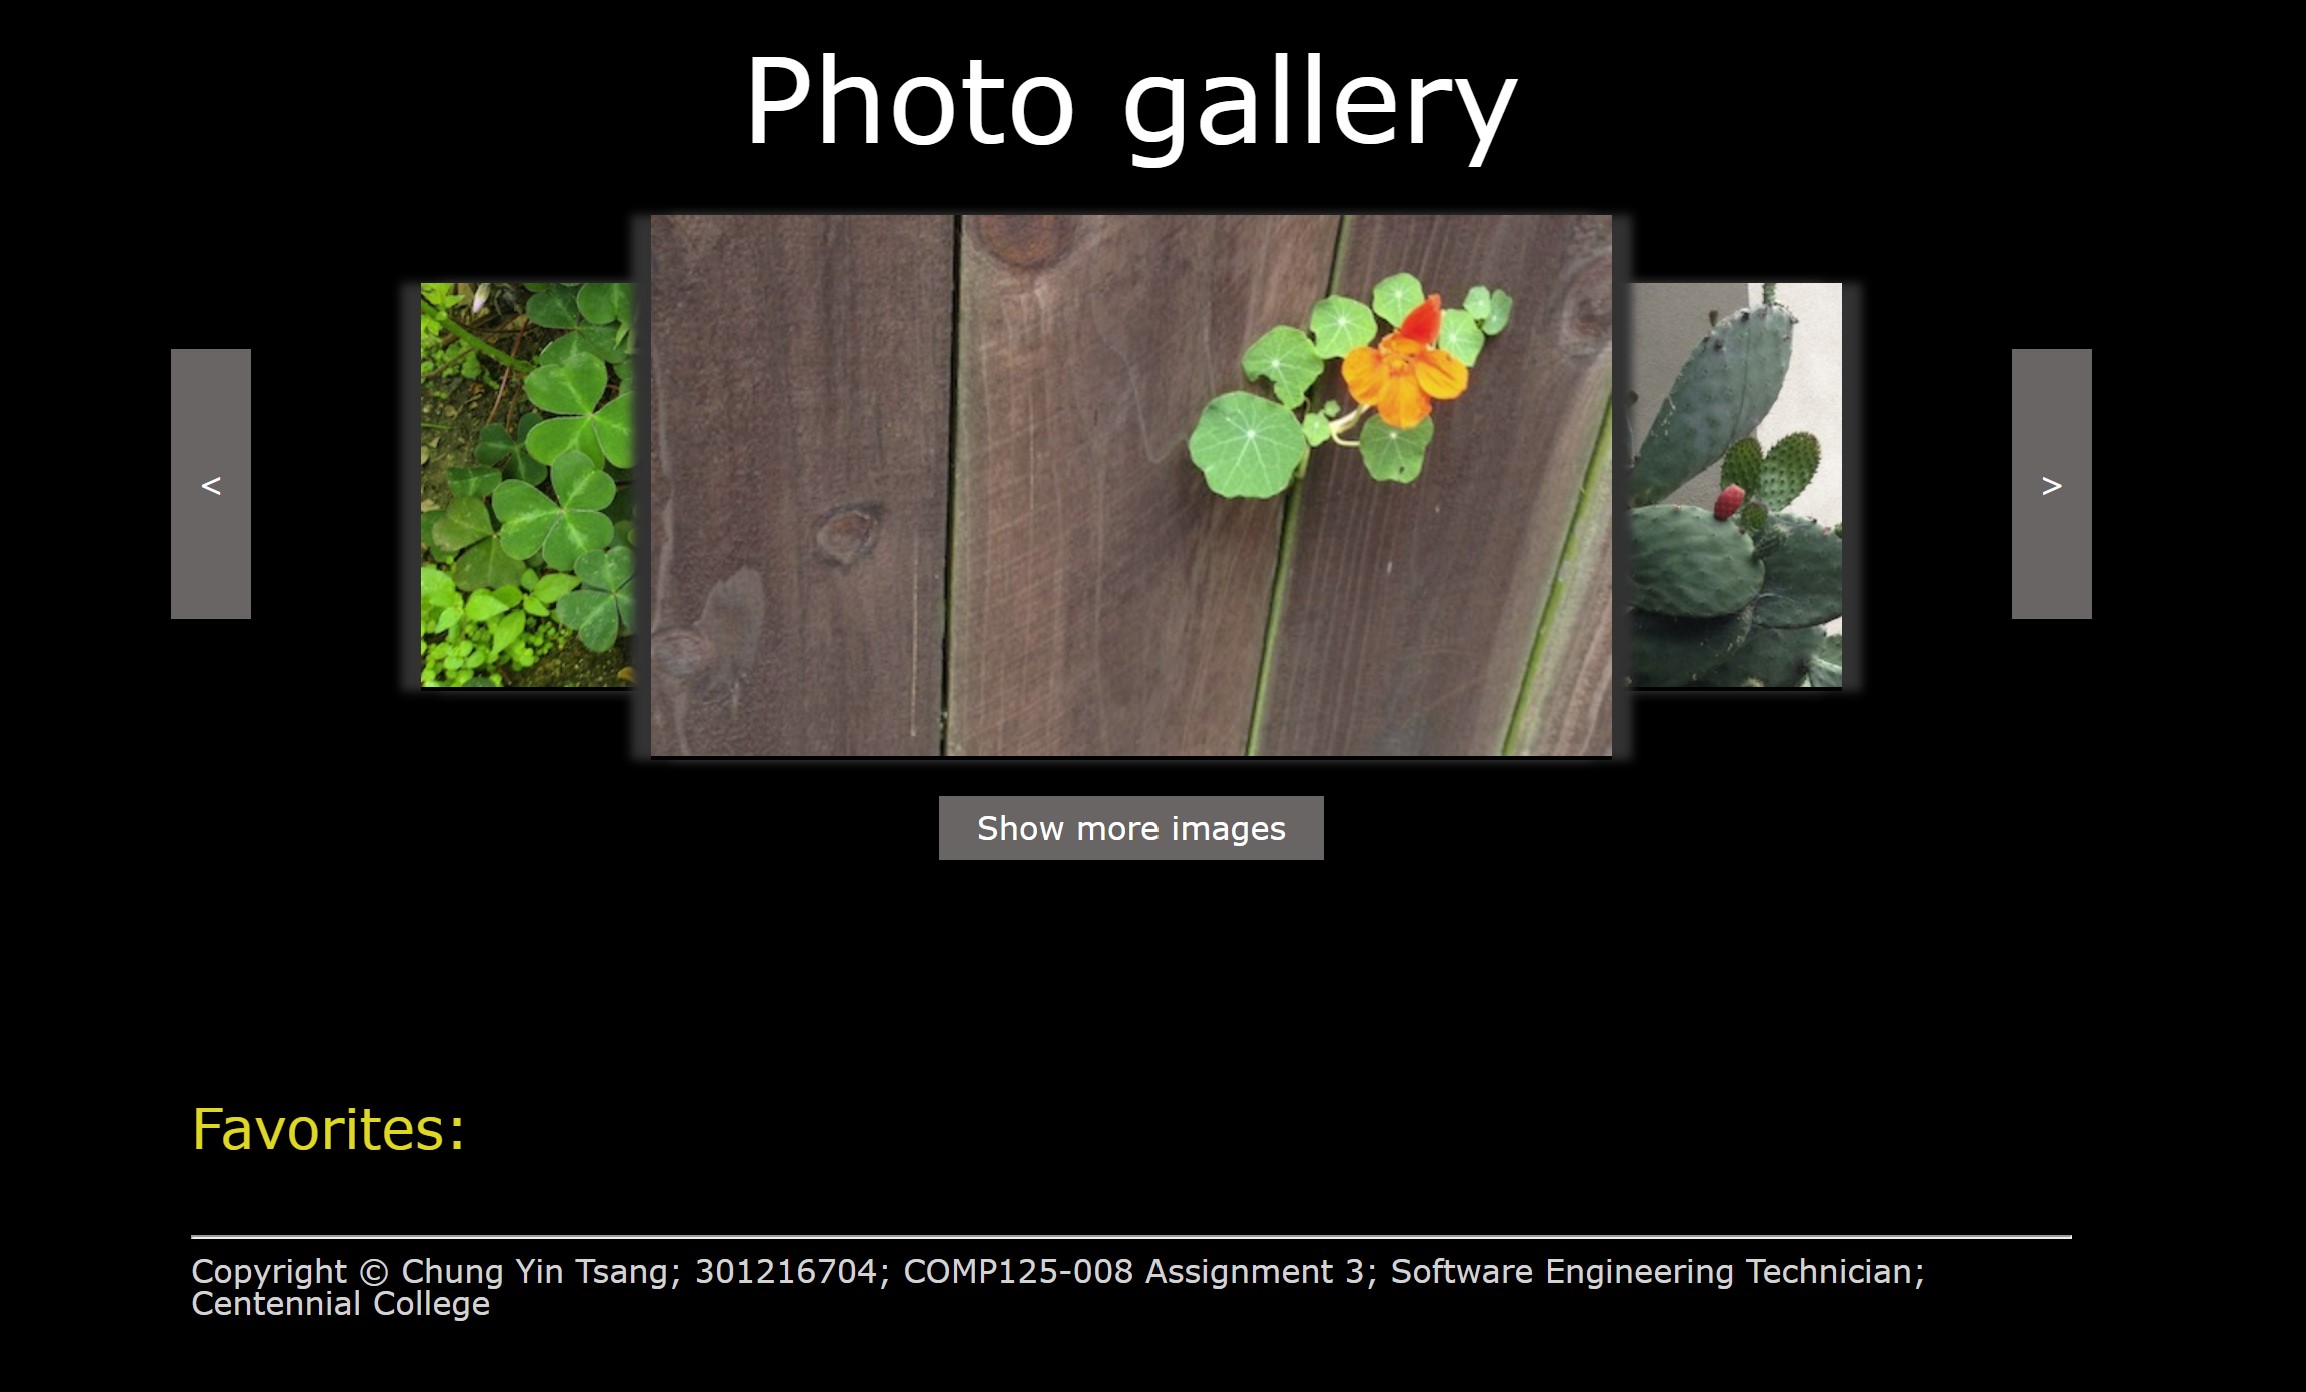 Photo gallery
<
>
Show more images
Favorites:
Copyright © Chung Yin Tsang; 301216704; COMP125-008 Assignment 3; Software Engineering Technician;
Centennial College